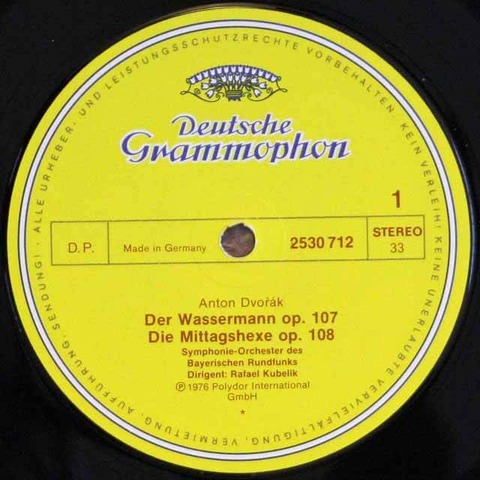 · ALLE URHEBER- UND LEISTUNGSSCHUTZRECHTE VORBEHALTEN · KEIN VERLEIH! KEINE UNERLAUBTE VERVIELFÄLTIGUNG, VERMIETUNG, AUFFÜHRUNG, SENDUNG!
Deutsche
Grammophon
1
D.P.
Made in Germany
2530 712
STEREO
33
Anton Dvořák
Der Wassermann op. 107
Die Mittagshexe op. 108
Symphonie-Orchester des
Bayerischen Rundfunks
Dirigent: Rafael Kubelik
Ⓟ 1976 Polydor International
GmbH
*